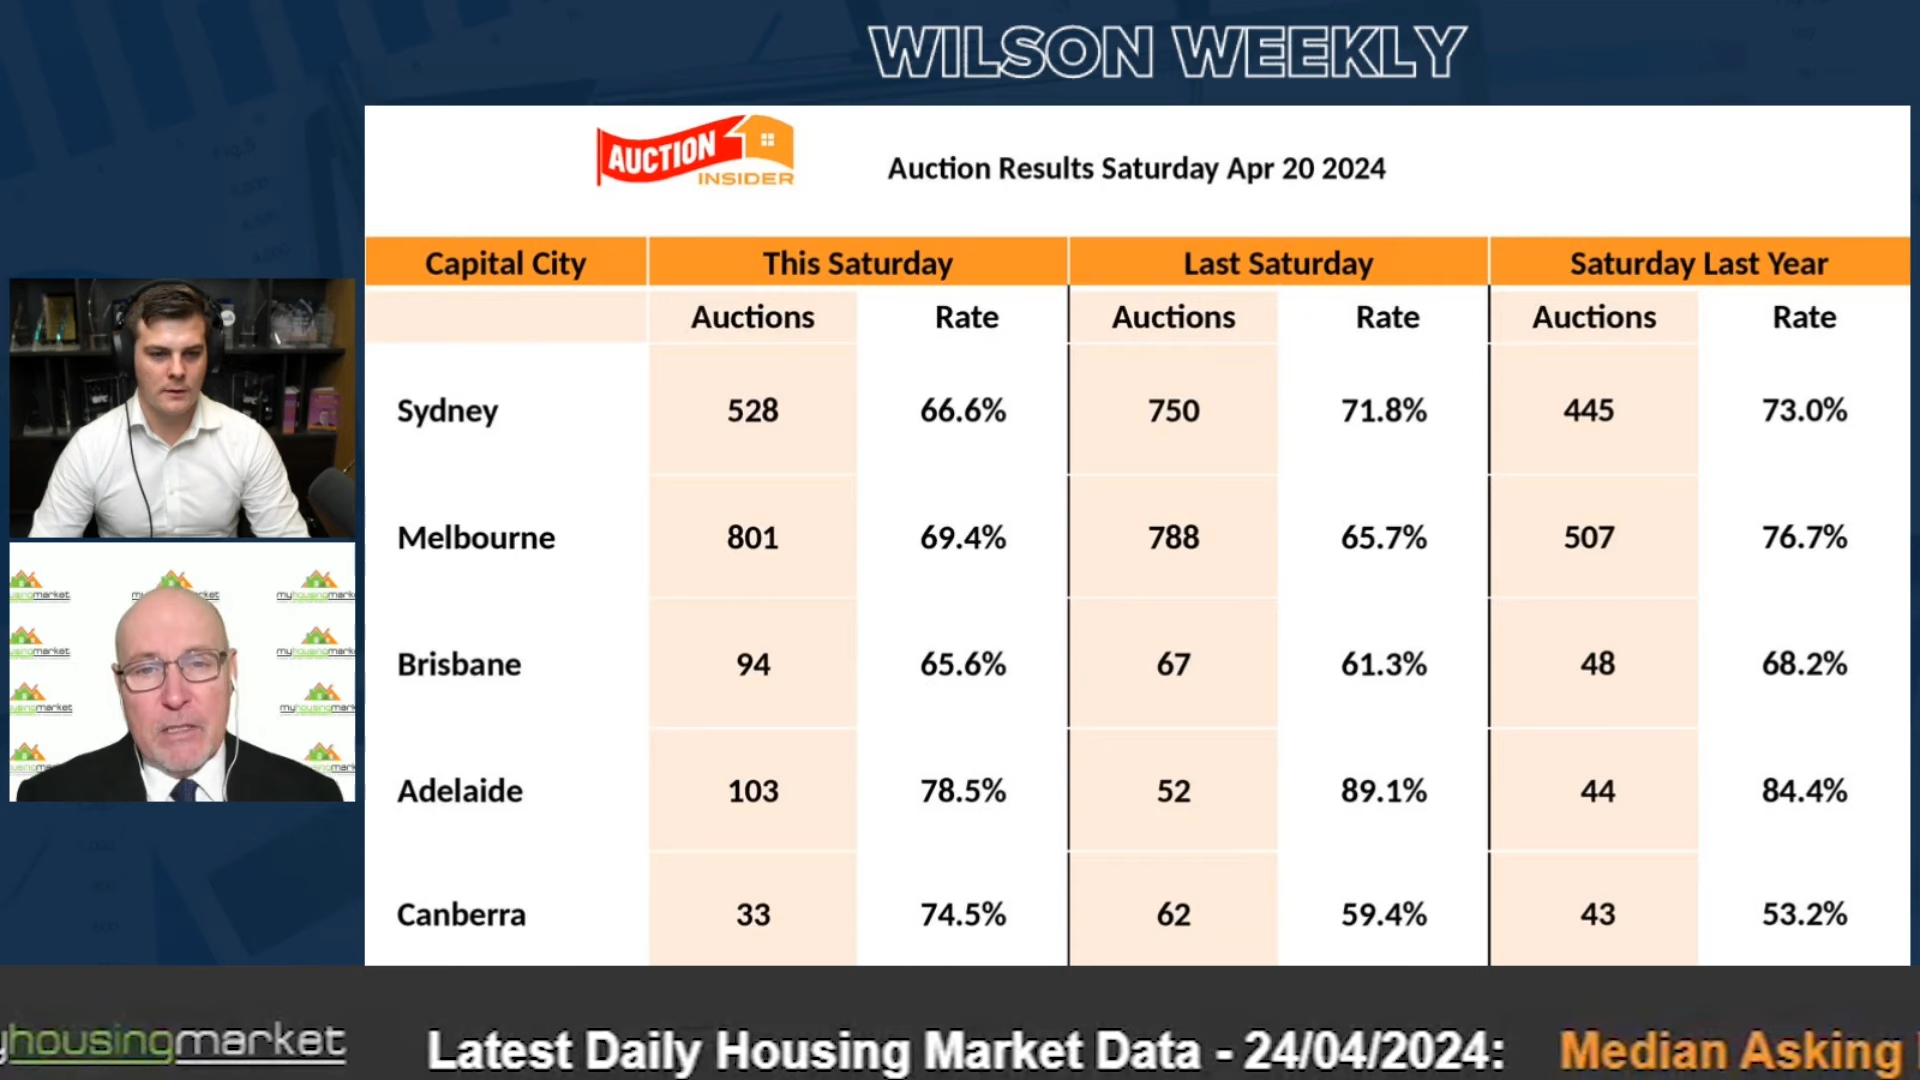 WILSON WEEKLY
AUCTION
INSIDER
Auction Results Saturday Apr 20 2024
Capital City This Saturday Last Saturday Saturday Last Year
Auctions Rate Auctions Rate Auctions Rate
Sydney 528 66.6% 750 71.8% 445 73.0%
Melbourne 801 69.4% 788 65.7% 507 76.7%
Brisbane 94 65.6% 67 61.3% 48 68.2%
Adelaide 103 78.5% 52 89.1% 44 84.4%
Canberra 33 74.5% 62 59.4% 43 53.2%
yhousingmarket Latest Daily Housing Market Data - 24/04/2024: Median Asking